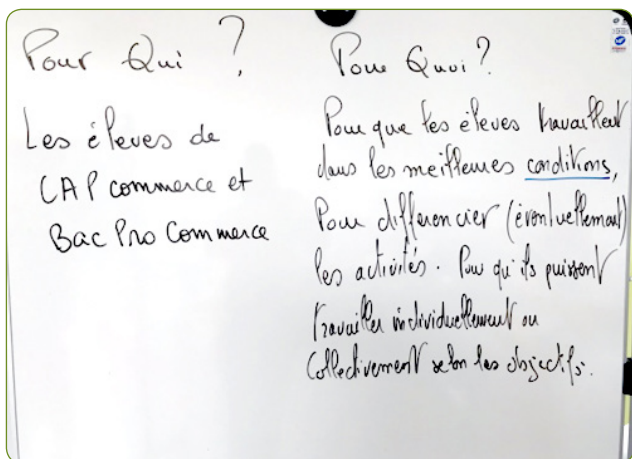 Pour Qui ?
Les élèves de
CAP commerce et
Bac Pro Commerce
Pour Quoi ?
Pour que les élèves travaillent
dans les meilleures conditions,
Pour différencier (éventuellement)
les activités. Pour qu'ils puissent
travailler individuellement ou
Collectivement selon les objectifs.